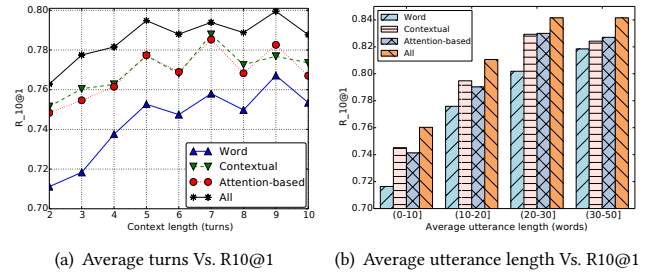 (a)
R_10@1
0.80
0.78
0.76
0.74
0.72
0.70
2 3 4 5 6 7 8 9 10
Context length (turns)
Word
Contextual
Attention-based
All
(b)
R_10@1
0.84
0.82
0.80
0.78
0.76
0.74
0.72
0.70
(0-10] (10-20] (20-30] (30-50]
Average utterance length (words)
Word
Contextual
Attention-based
All
(a) Average turns Vs. R10@1
(b) Average utterance length Vs. R10@1